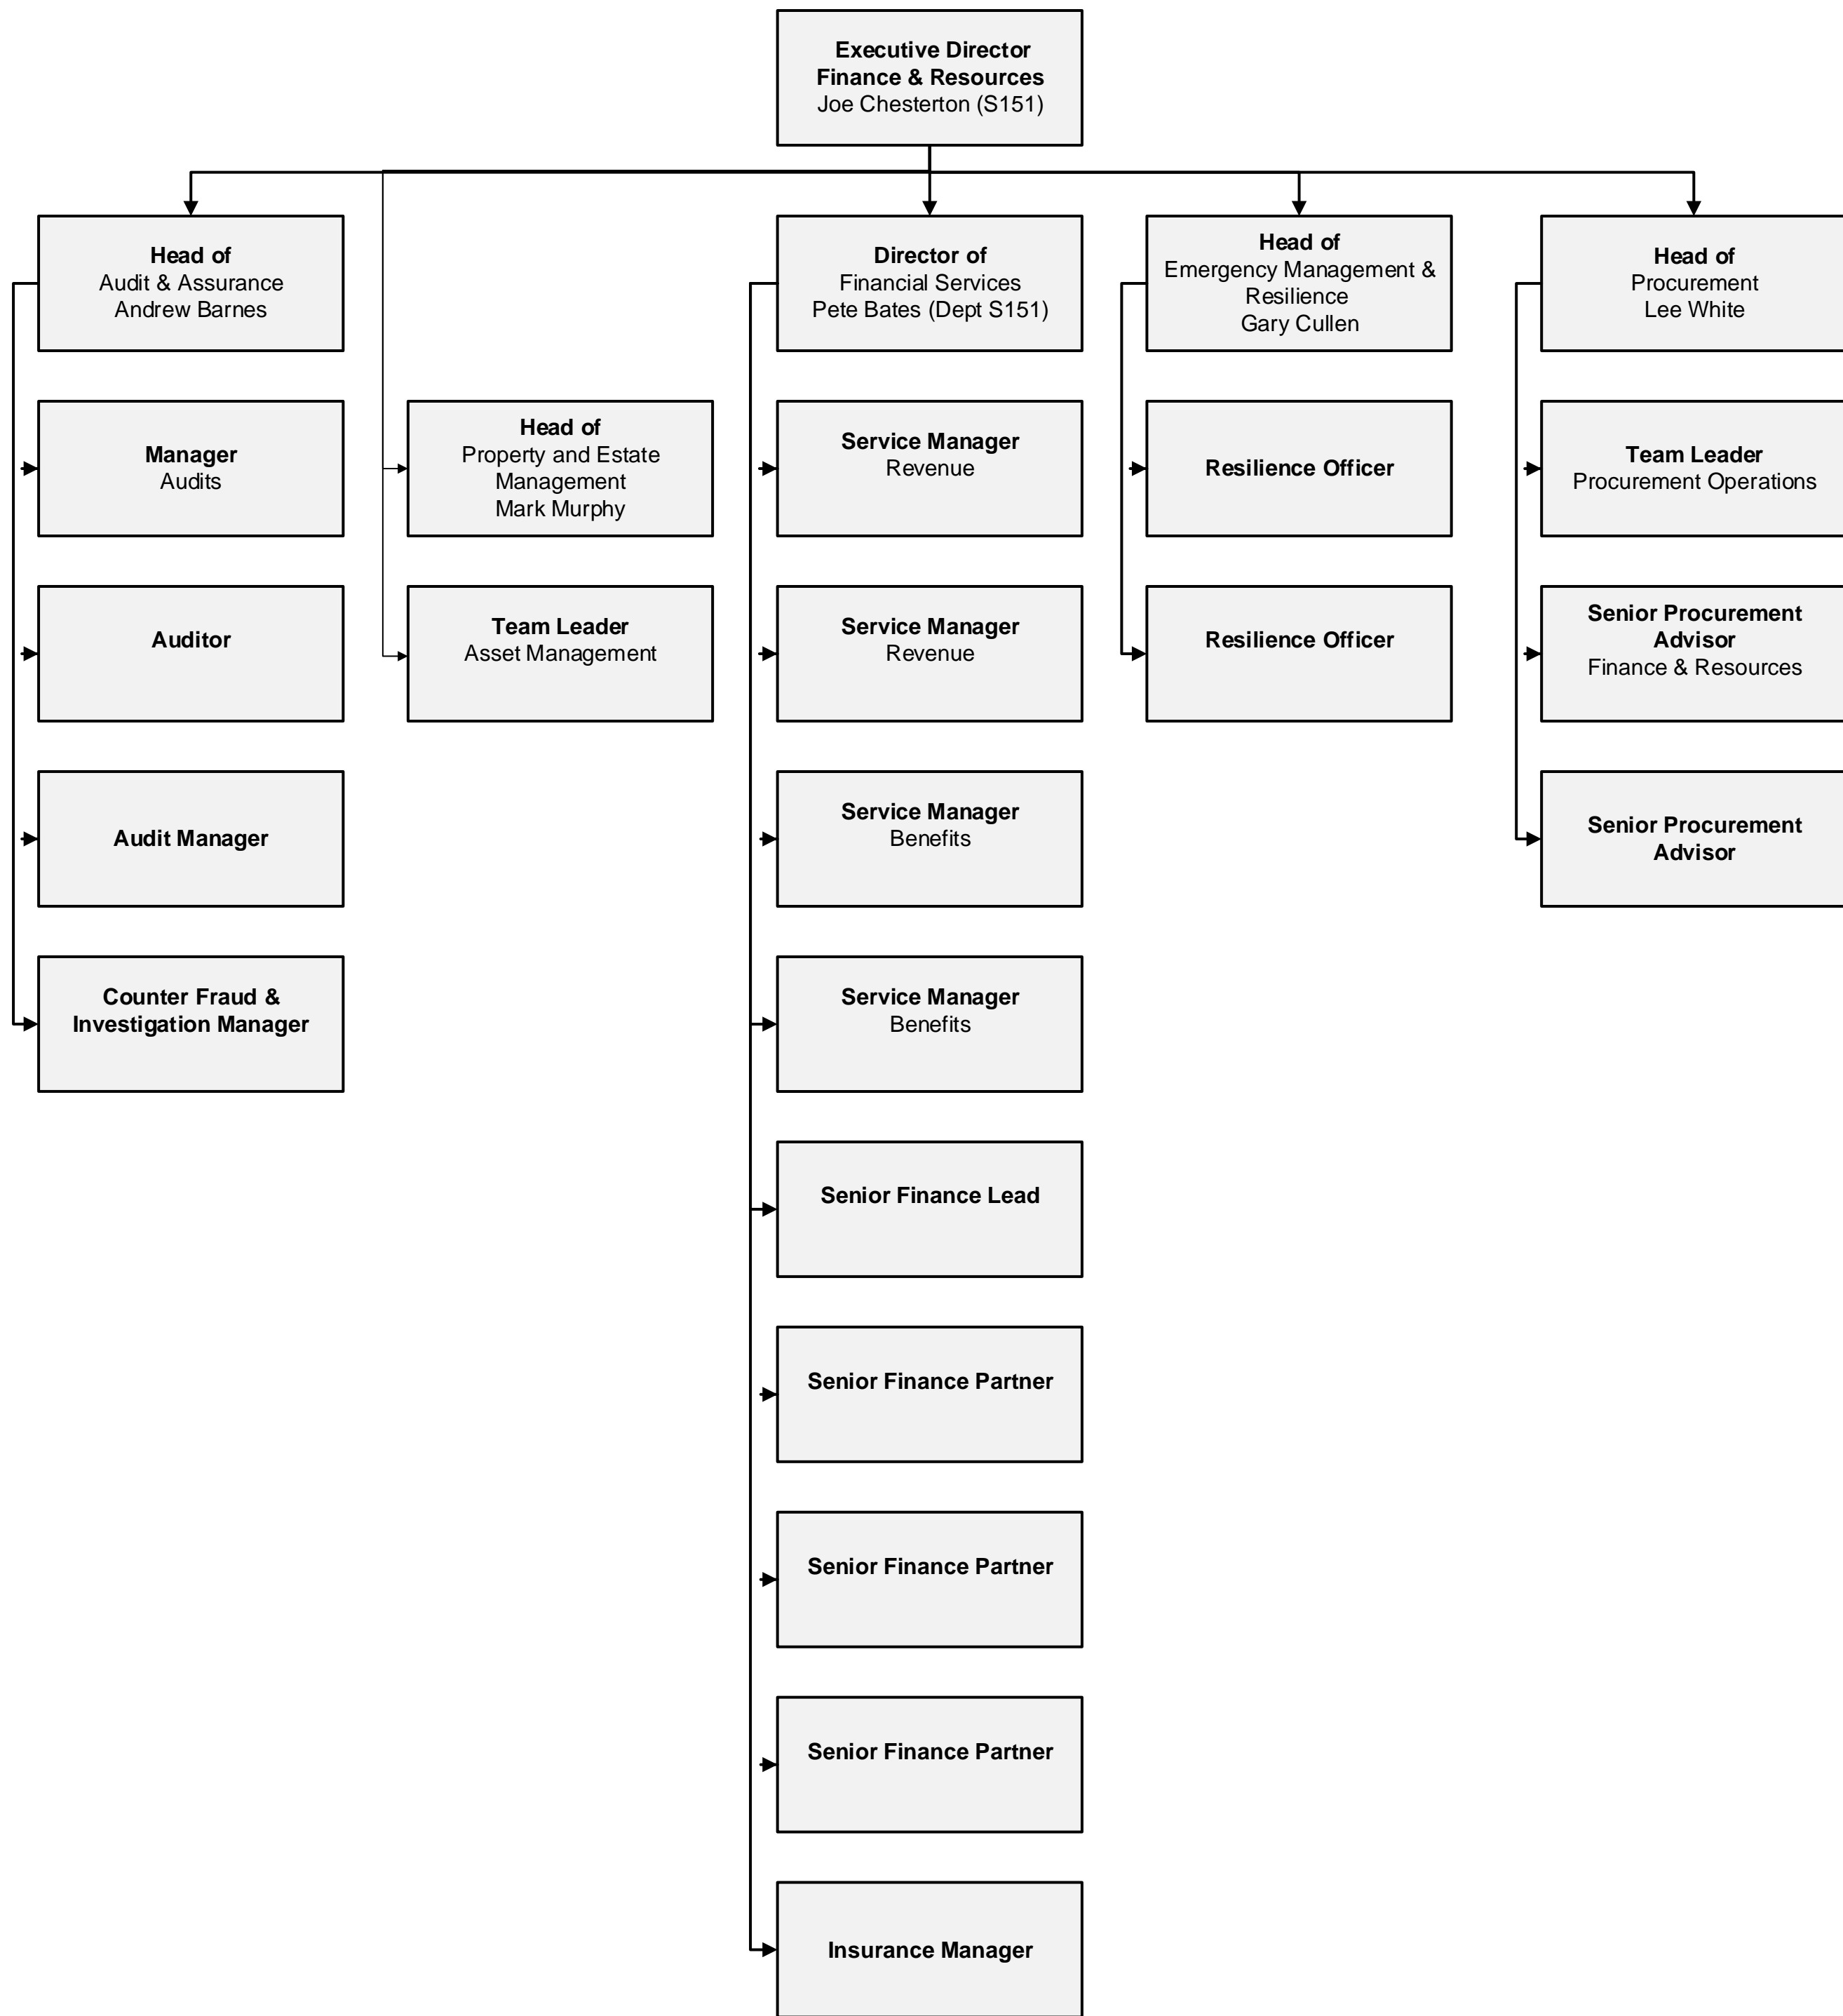 Executive Director
Finance & Resources
Joe Chesterton (S151)
Head of
Audit & Assurance
Andrew Barnes
Director of
Financial Services
Pete Bates (Dept S151)
Head of
Emergency Management &
Resilience
Gary Cullen
Head of
Procurement
Lee White
Manager
Audits
Head of
Property and Estate
Management
Mark Murphy
Service Manager
Revenue
Resilience Officer
Team Leader
Procurement Operations
Auditor
Team Leader
Asset Management
Service Manager
Revenue
Resilience Officer
Senior Procurement
Advisor
Finance & Resources
Audit Manager
Service Manager
Benefits
Senior Procurement
Advisor
Counter Fraud &
Investigation Manager
Service Manager
Benefits
Senior Finance Lead
Senior Finance Partner
Senior Finance Partner
Senior Finance Partner
Insurance Manager